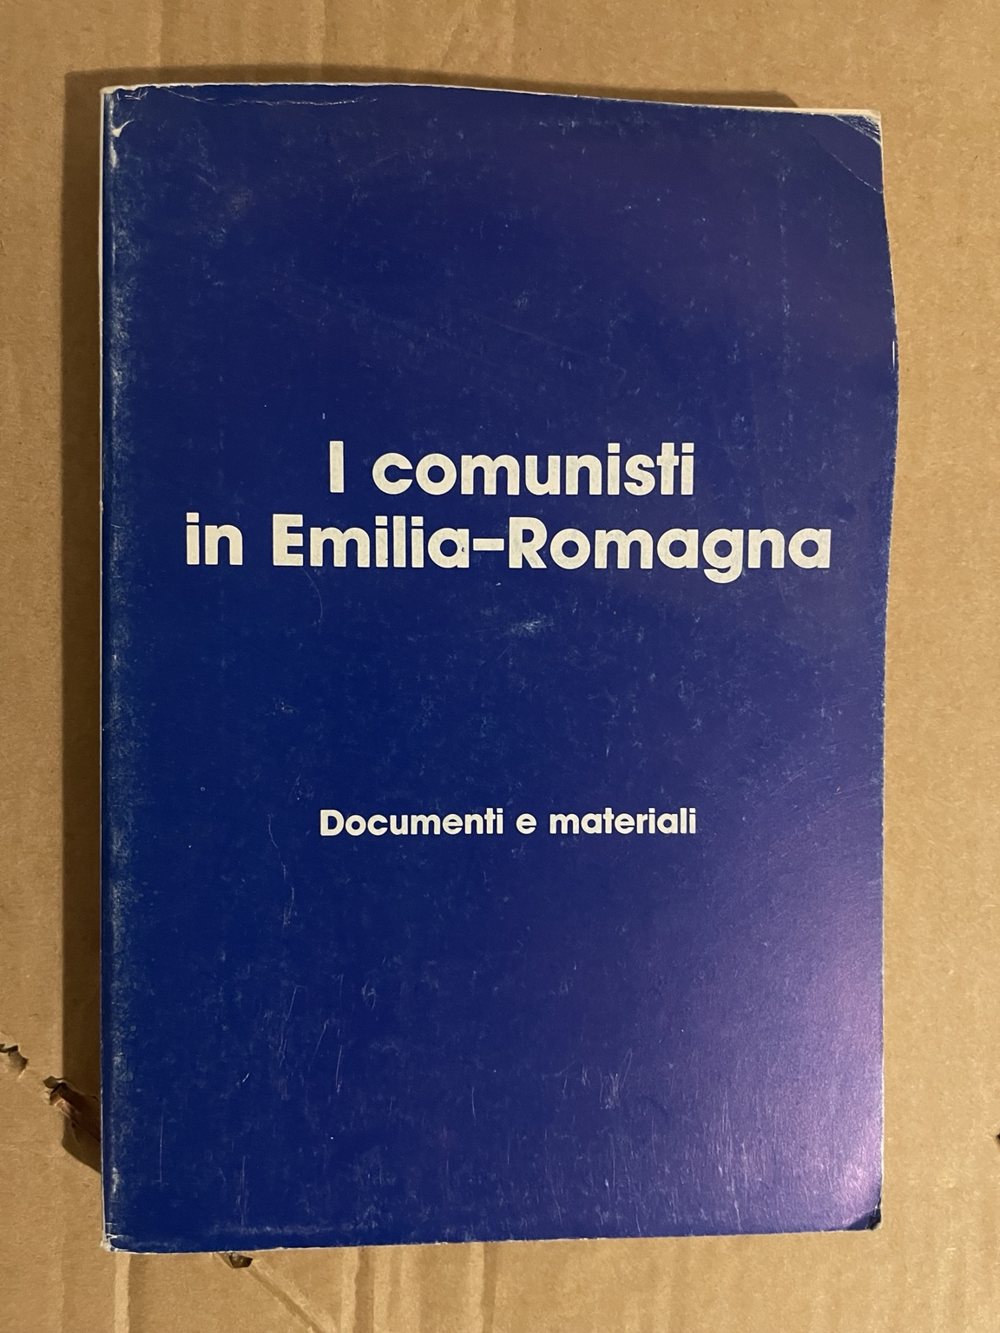 I comunisti
in Emilia-Romagna
Documenti e materiali